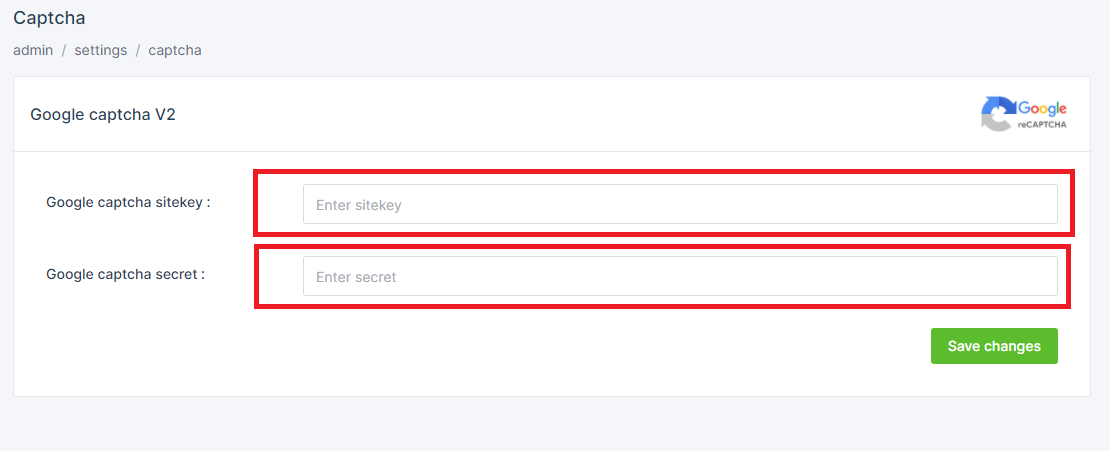 Captcha
admin / settings / captcha
Google captcha V2
Google
reCAPTCHA
Google captcha sitekey :
Enter sitekey
Google captcha secret :
Enter secret
Save changes